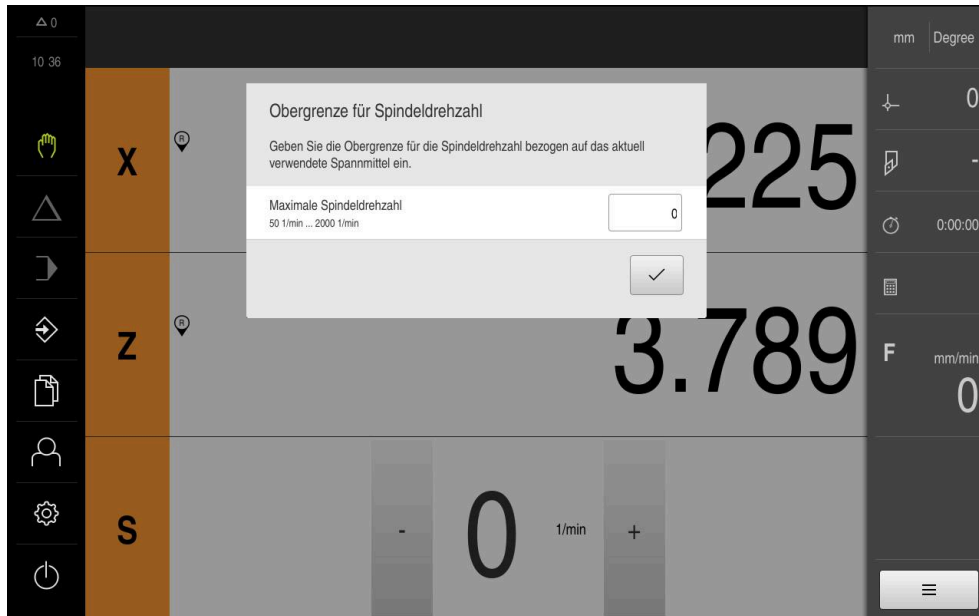 0
10 36
mm Degree
Obergrenze für Spindeldrehzahl
Geben Sie die Obergrenze für die Spindeldrehzahl bezogen auf das aktuell
verwendete Spannmittel ein.
Maximale Spindeldrehzahl
50 1/min ... 2000 1/min
0
X
R
225
Z
R
3.789
S
-
0
1/min
+
0
-
0:00:00
F
mm/min
0